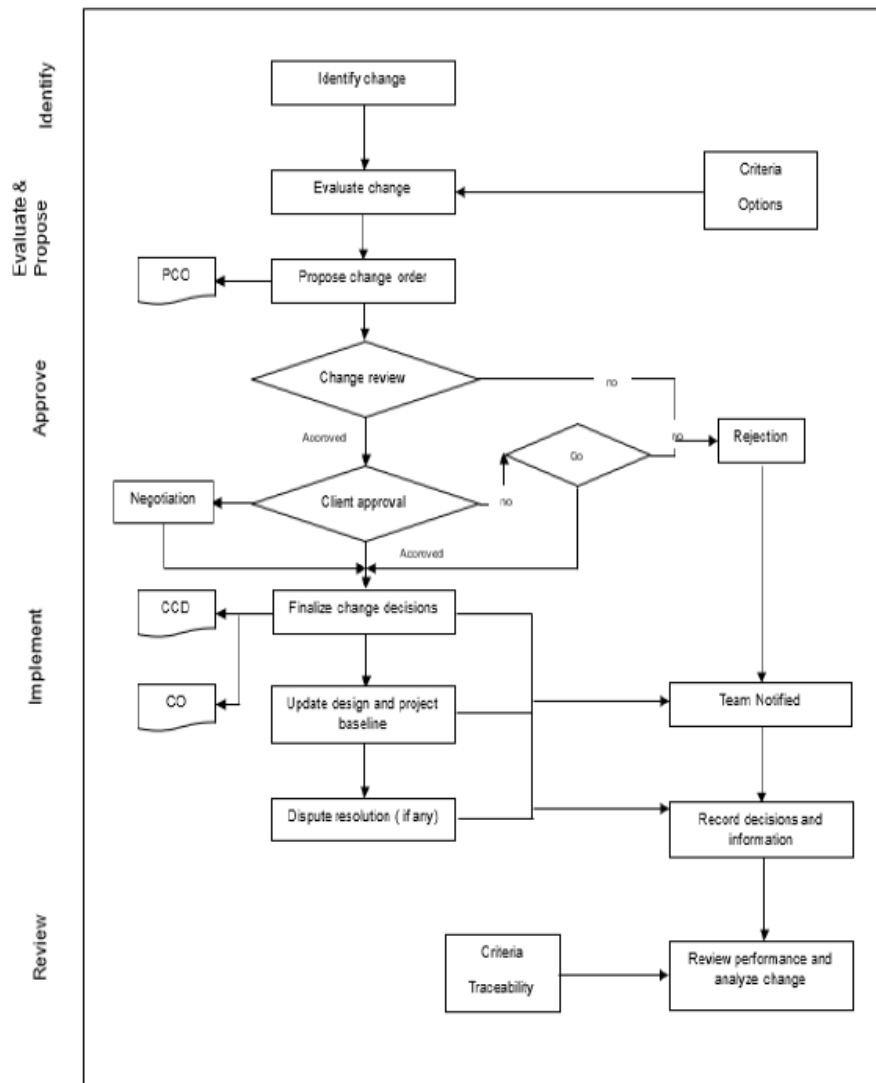 Identify
Identify change
Evaluate &
Propose
Evaluate change
Criteria
Options
PCO
Propose change order
Approve
Change review
no
Approved
Go
no
Rejection
Negotiation
Client approval
no
Approved
Implement
CCD
Finalize change decisions
CO
Update design and project
baseline
Team Notified
Dispute resolution ( if any)
Record decisions and
information
Review
Criteria
Traceability
Review performance and
analyze change